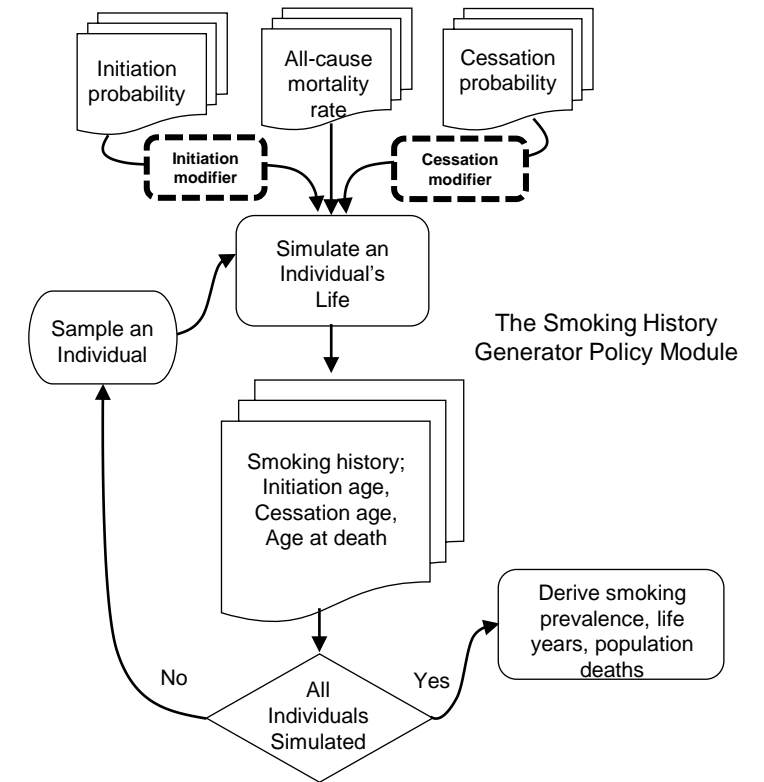 Initiation
probability
All-cause
mortality
rate
Cessation
probability
Initiation
modifier
Cessation
modifier
Simulate an
Individual's
Life
Sample an
Individual
The Smoking History
Generator Policy Module
Smoking history;
Initiation age,
Cessation age,
Age at death
Derive smoking
prevalence, life
years, population
deaths
No
Yes
All
Individuals
Simulated